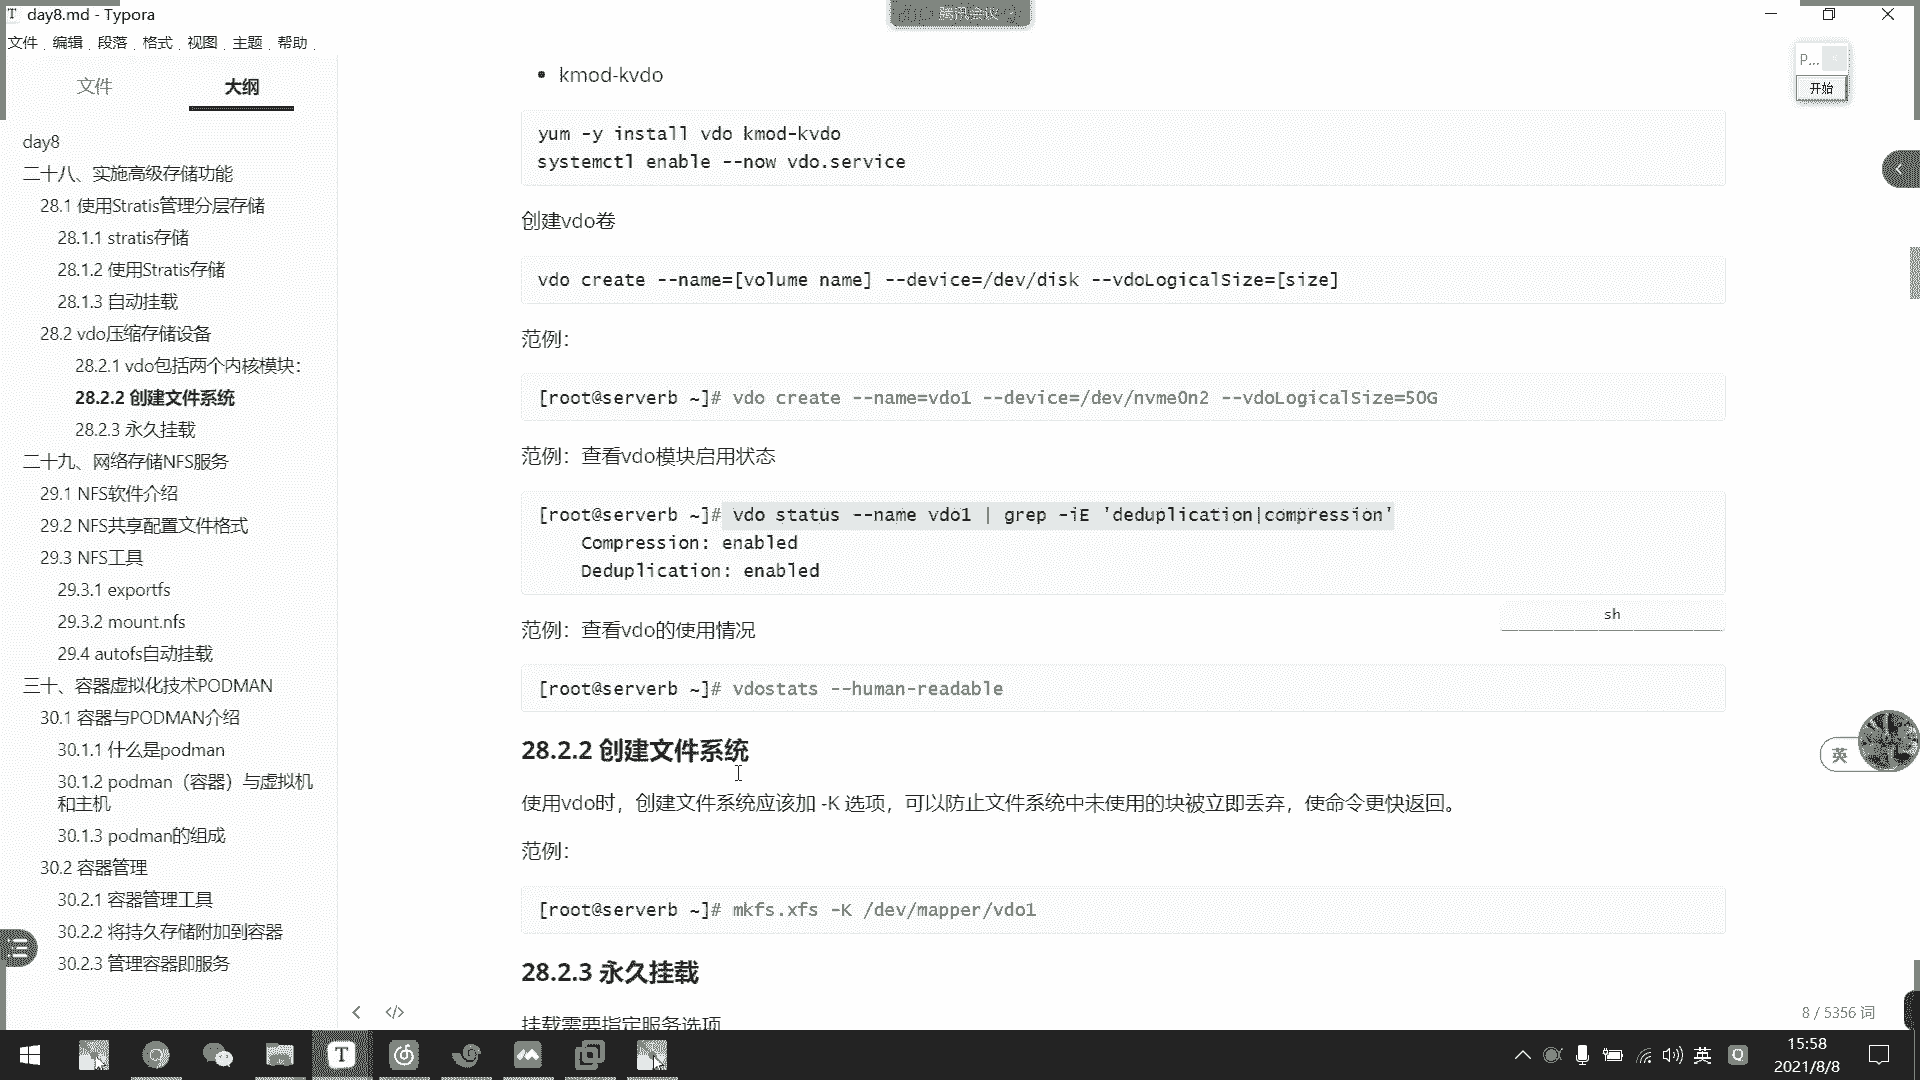 day8.md - Typora
腾讯会议
文件 编辑 段落 格式 视图 主题 帮助
文件
大纲
day8
二十八、实施高级存储功能
28.1 使用Stratis管理分层存储
28.1.1 stratis存储
28.1.2 使用Stratis存储
28.1.3 自动挂载
28.2 vdo压缩存储设备
28.2.1 vdo包括两个内核模块：
28.2.2 创建文件系统
28.2.3 永久挂载
二十九、网络存储NFS服务
29.1 NFS软件介绍
29.2 NFS共享配置文件格式
29.3 NFS工具
29.3.1 exportfs
29.3.2 mount.nfs
29.4 autofs自动挂载
三十、容器虚拟化技术PODMAN
30.1 容器与PODMAN介绍
30.1.1 什么是podman
30.1.2 podman（容器）与虚拟机
和主机
30.1.3 podman的组成
30.2 容器管理
30.2.1 容器管理工具
30.2.2 将持久存储附加到容器
30.2.3 管理容器即服务
kmod-kvdo
yum -y install vdo kmod-kvdo
systemctl enable --now vdo.service
创建vdo卷
vdo create --name=[volume name] --device=/dev/disk --vdoLogicalSize=[size]
范例：
[root@serverb ~]# vdo create --name=vdo1 --device=/dev/nvme0n2 --vdoLogicalSize=50G
范例：查看vdo模块启用状态
[root@serverb ~]# vdo status --name vdo1 | grep -iE 'deduplication|compression'
Compression: enabled
Deduplication: enabled
sh
范例：查看vdo的使用情况
[root@serverb ~]# vdostats --human-readable
28.2.2 创建文件系统
使用vdo时，创建文件系统应该加 -K 选项，可以防止文件系统中未使用的块被立即丢弃，使命令更快返回。
范例：
[root@serverb ~]# mkfs.xfs -K /dev/mapper/vdo1
28.2.3 永久挂载
挂载需要指定服务选项
P...
开始
英
8 / 5356 词
英
15:58
2021/8/8